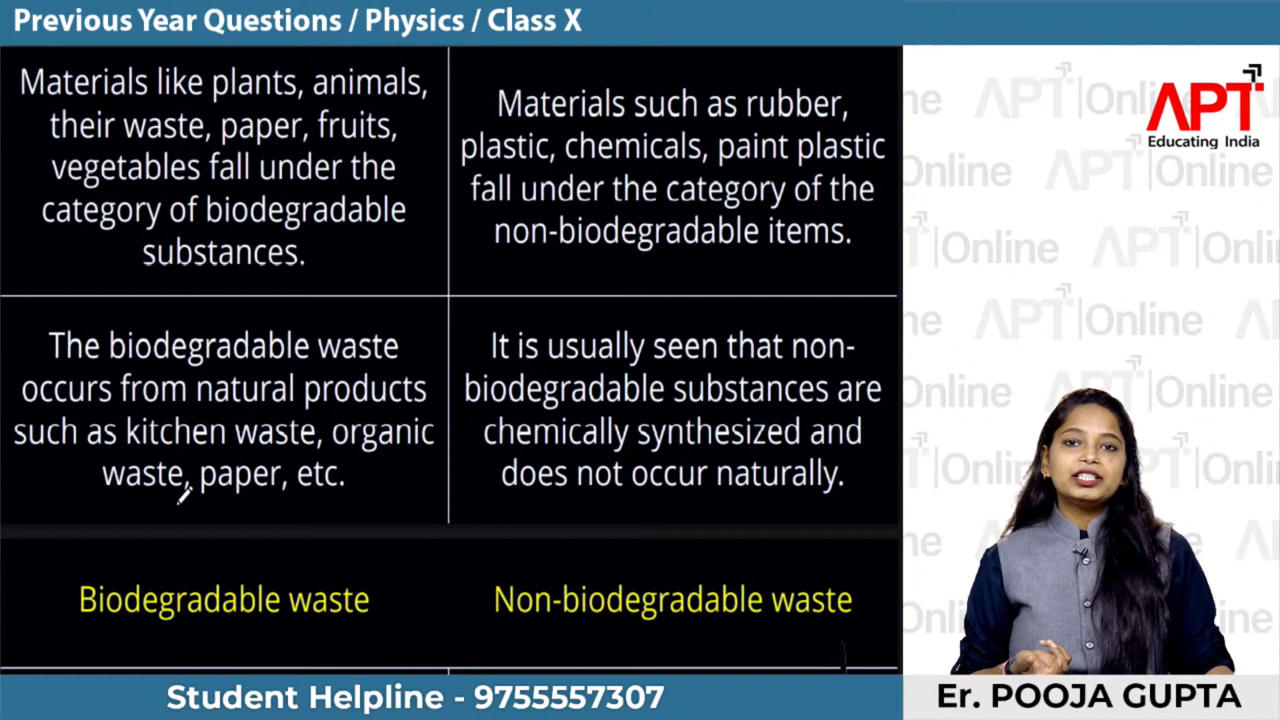 Previous Year Questions / Physics / Class X
Materials like plants, animals,
their waste, paper, fruits,
vegetables fall under the
category of biodegradable
substances.
Materials such as rubber,
plastic, chemicals, paint plastic
fall under the category of the
non-biodegradable items.
The biodegradable waste
occurs from natural products
such as kitchen waste, organic
waste, paper, etc.
It is usually seen that non-
biodegradable substances are
chemically synthesized and
does not occur naturally.
Biodegradable waste
Non-biodegradable waste
APT
Educating India
APT|Online
Student Helpline - 9755557307
Er. POOJA GUPTA